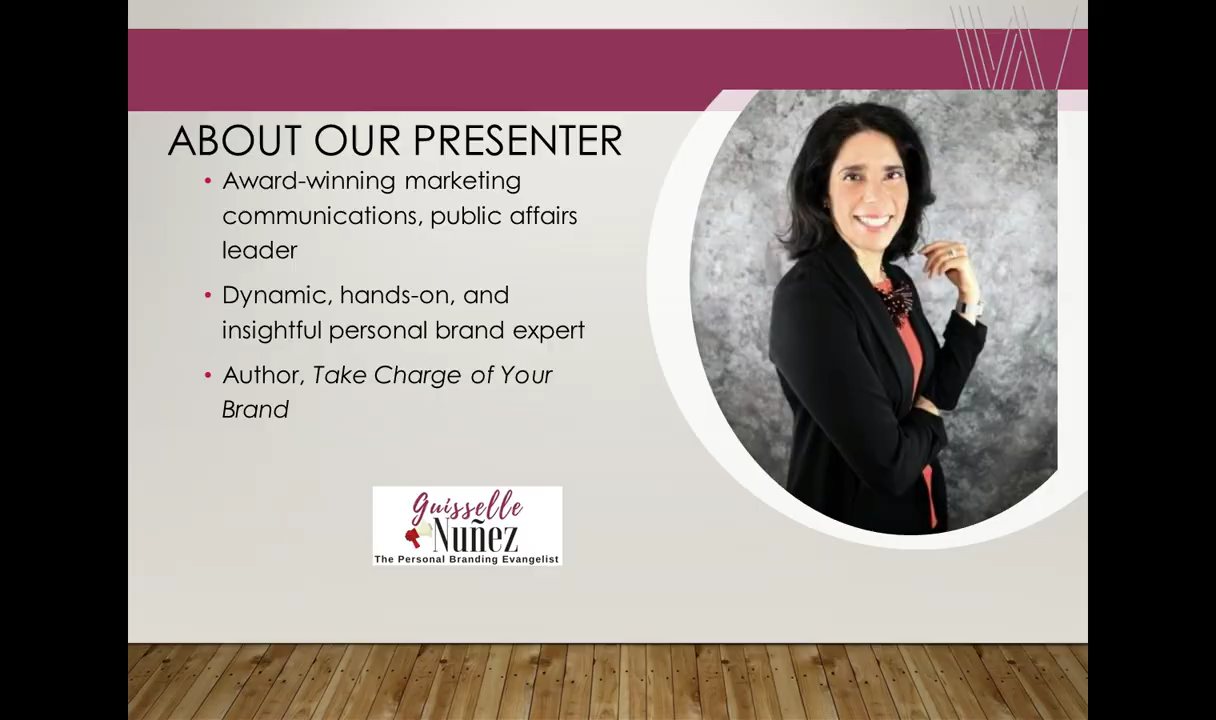 ABOUT OUR PRESENTER
• Award-winning marketing
communications, public affairs
leader
• Dynamic, hands-on, and
insightful personal brand expert
• Author, Take Charge of Your
Brand
Guisselle
Nuñez
The Personal Branding Evangelist